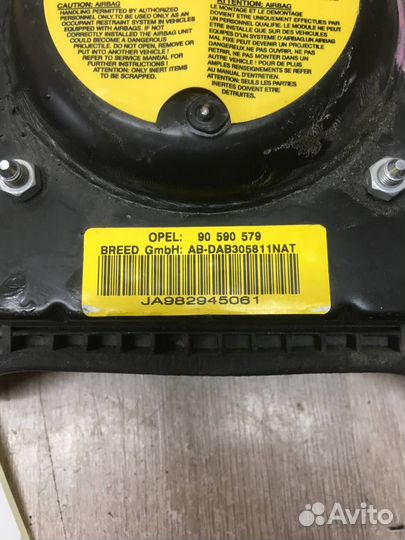 CAUTION: AIRBAG
HANDLING PERMITTED BY AUTHORISED
PERSONNEL ONLY! TO BE USED ONLY AS AN
OCCUPANT RESTRAINT SYSTEM IN VEHICLES
EQUIPPED WITH AIRBAGS. IF NOT
CORRECTLY INSTALLED THE AIRBAG UNIT
COULD BECOME A DANGEROUS
PROJECTILE. DO NOT OPEN, REMOVE OR
PUT INTO ANOTHER VEHICLE !
REFER TO SERVICE MANUAL FOR
FURTHER INSTRUCTIONS !
ATTENTION: ONLY INERT ITEMS
TO BE SCRAPPED.
ATTENTION: AIRBAG
LE MONTAGE ET LE DEMONTAGE
DOIVENT ETRE UNIQUEMENT EFFECTUES PAR
UN PERSONNEL QUALIFIE. LE MODULE NE DOIT
ETRE INSTALLE QUE SUR DES VEHICULES
EQUIPES D'UN SYSTEME D'AIRBAG.UN AIRBAG
MAL FIXE PEUT DEVENIR UN PROJECTILE
DANGEREUX.NE PAS OUVRIR, NE PAS
RETIRER, NE PAS MONTER DANS
UN AUTRE VEHICULE ! POUR DE PLUS
AMPLES RENSEIGNEMENTS SE REFERER
AU MANUAL D'ENTRETIEN.
ATTENTION: SEULS LES PARTIES
INERTES DOIVENT ETRE
DETRUITES.
OPEL: 90 590 579
BREED GmbH: AB-DAB305811NAT
JA982945061
Avito